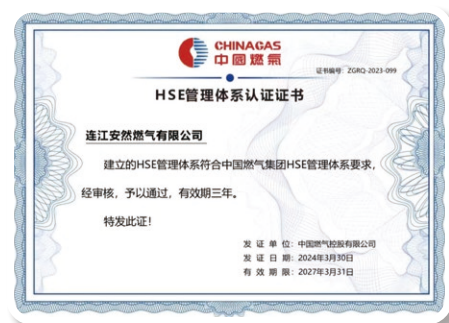 CHINAGAS
中國燃氣
证书编号：ZGRQ-2023-099
HSE管理体系认证证书
连江安然燃气有限公司
建立的HSE管理体系符合中国燃气集团HSE管理体系要求，
经审核，予以通过，有效期三年。
特发此证！
发证单位：中国燃气控股有限公司
发证日期：2024年3月30日
有效期限：2027年3月31日